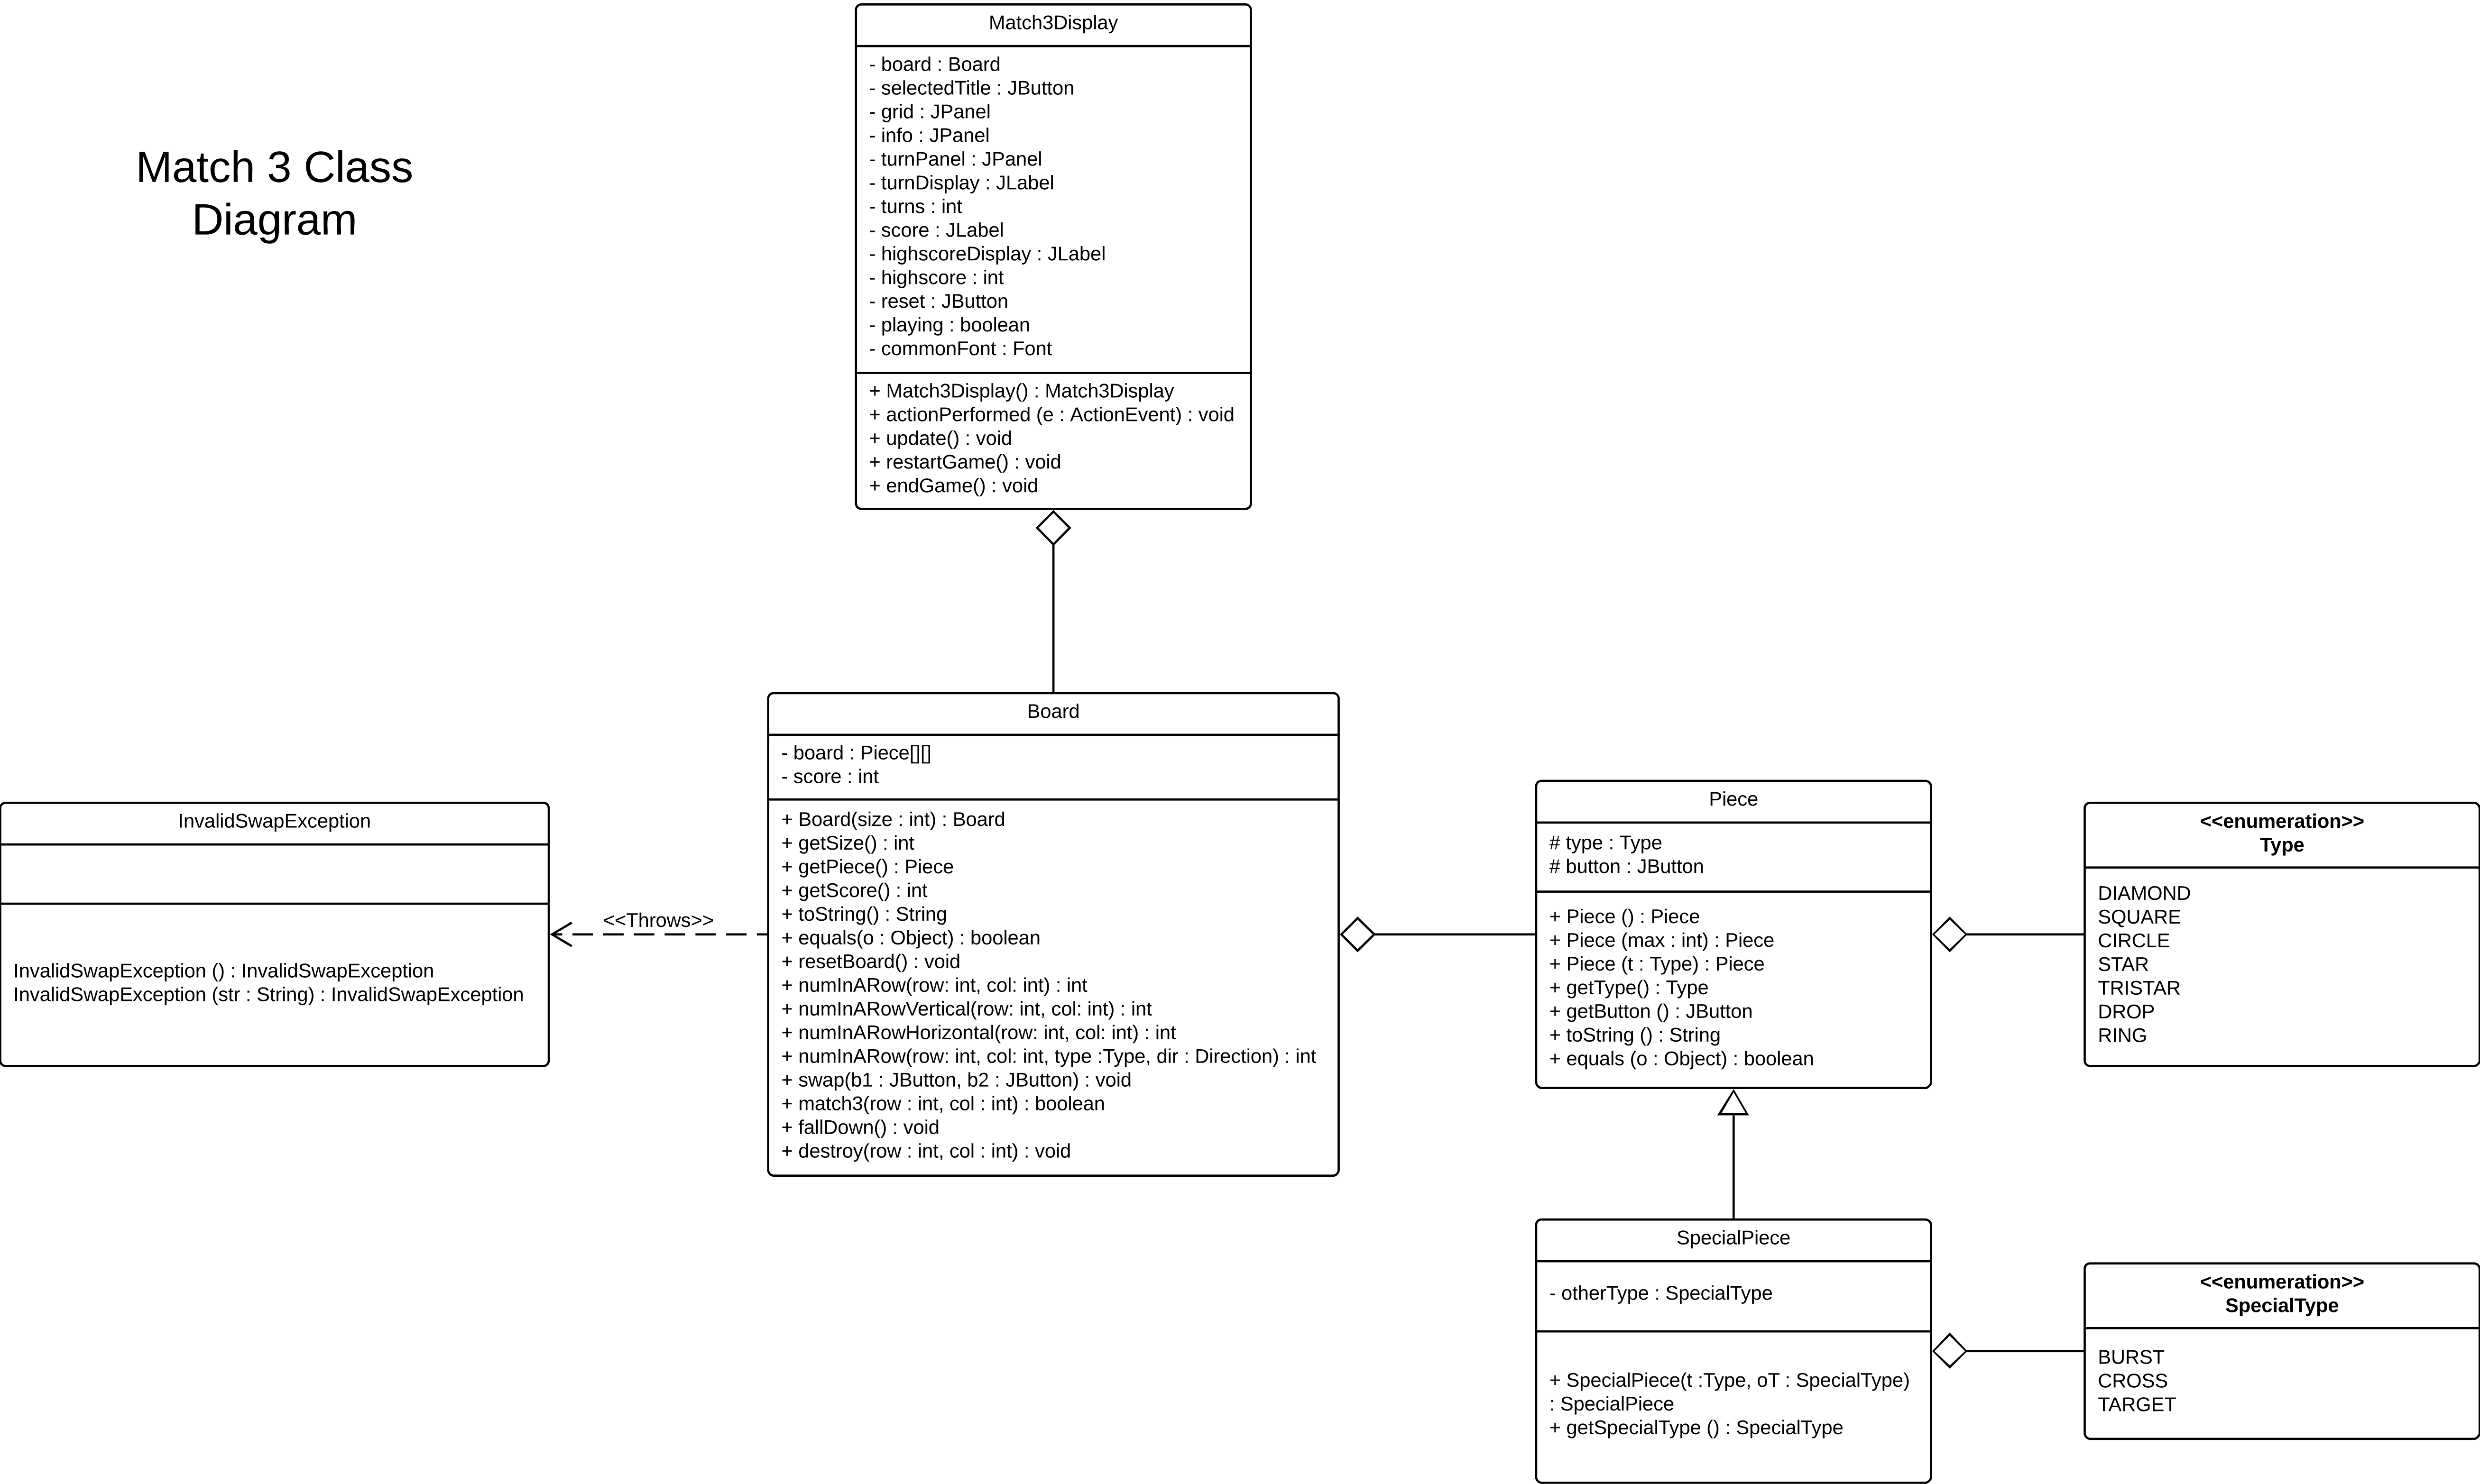 Match 3 Class
Diagram
Match3Display
- board : Board
- selectedTitle : JButton
- grid : JPanel
- info : JPanel
- turnPanel : JPanel
- turnDisplay : JLabel
- turns : int
- score : JLabel
- highscoreDisplay : JLabel
- highscore : int
- reset : JButton
- playing : boolean
- commonFont : Font
+ Match3Display() : Match3Display
+ actionPerformed (e : ActionEvent) : void
+ update() : void
+ restartGame() : void
+ endGame() : void
InvalidSwapException
InvalidSwapException () : InvalidSwapException
InvalidSwapException (str : String) : InvalidSwapException
<<Throws>>
Board
- board : Piece[][]
- score : int
+ Board(size : int) : Board
+ getSize() : int
+ getPiece() : Piece
+ getScore() : int
+ toString() : String
+ equals(o : Object) : boolean
+ resetBoard() : void
+ numInARow(row: int, col: int) : int
+ numInARowVertical(row: int, col: int) : int
+ numInARowHorizontal(row: int, col: int) : int
+ numInARow(row: int, col: int, type :Type, dir : Direction) : int
+ swap(b1 : JButton, b2 : JButton) : void
+ match3(row : int, col : int) : boolean
+ fallDown() : void
+ destroy(row : int, col : int) : void
Piece
# type : Type
# button : JButton
+ Piece () : Piece
+ Piece (max : int) : Piece
+ Piece (t : Type) : Piece
+ getType() : Type
+ getButton () : JButton
+ toString () : String
+ equals (o : Object) : boolean
<<enumeration>>
Type
DIAMOND
SQUARE
CIRCLE
STAR
TRISTAR
DROP
RING
SpecialPiece
- otherType : SpecialType
+ SpecialPiece(t :Type, oT : SpecialType)
: SpecialPiece
+ getSpecialType () : SpecialType
<<enumeration>>
SpecialType
BURST
CROSS
TARGET